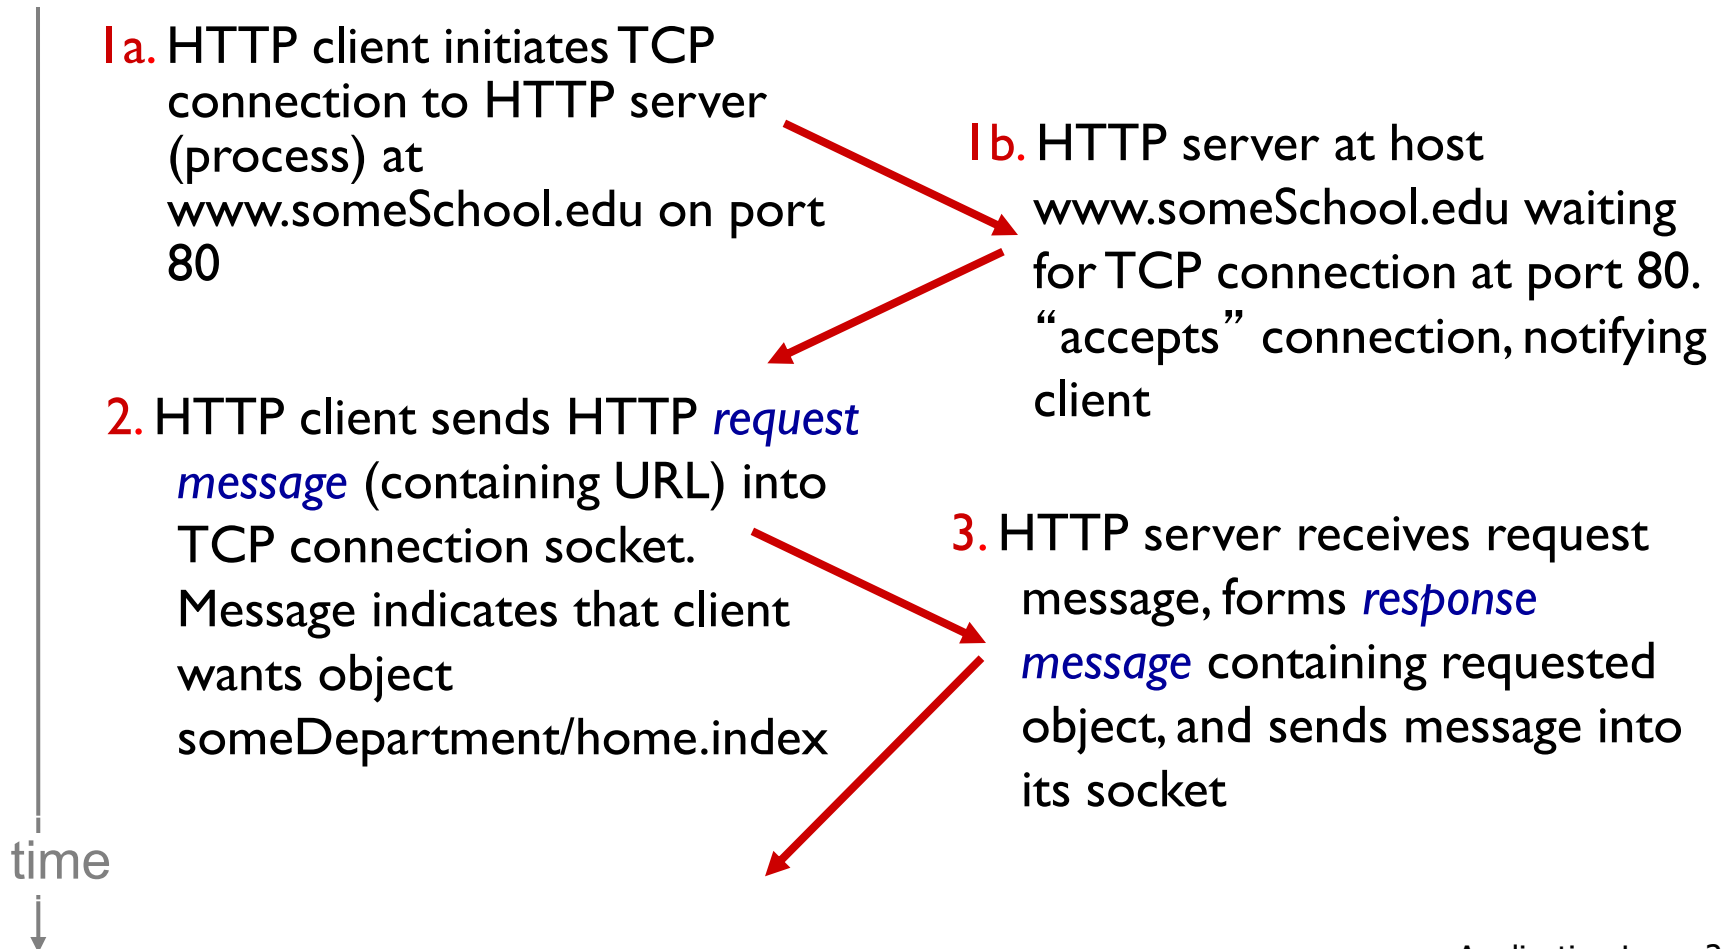 1a. HTTP client initiates TCP
connection to HTTP server
(process) at
www.someSchool.edu on port
80
1b. HTTP server at host
www.someSchool.edu waiting
for TCP connection at port 80.
“accepts” connection, notifying
client
2. HTTP client sends HTTP request
message (containing URL) into
TCP connection socket.
Message indicates that client
wants object
someDepartment/home.index
3. HTTP server receives request
message, forms response
message containing requested
object, and sends message into
its socket
time